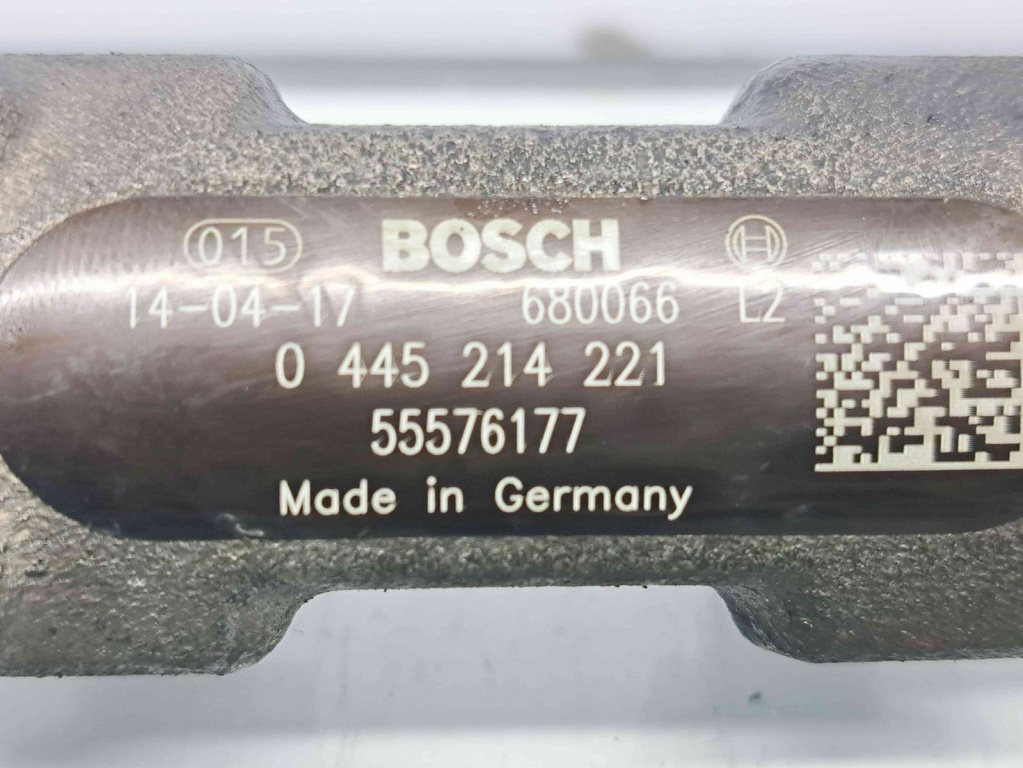 015 BOSCH
14-04-17 680066 L2
0 445 214 221
55576177
Made in Germany